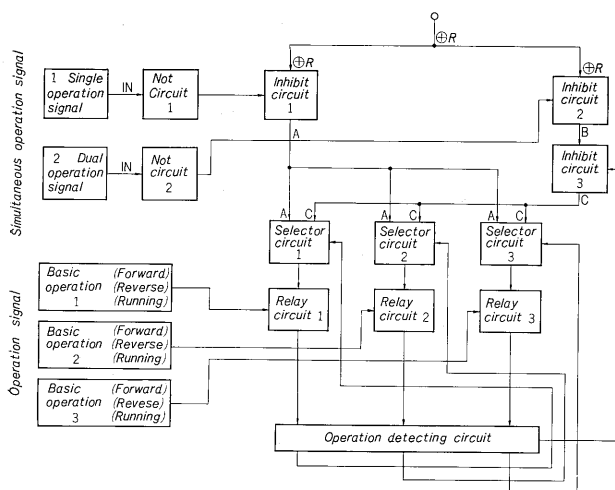 ⊕R
⊕R
⊕R
Simultaneous operation signal
1 Single
operation
signal
IN
Not
Circuit
1
Inhibit
circuit
1
Inhibit
circuit
2
A
B
2 Dual
operation
signal
IN
Not
circuit
2
Inhibit
circuit
3
C
A C
A C
A C
Selector
circuit
1
Selector
circuit
2
Selector
circuit
3
Operation signal
Basic (Forward)
operation (Reverse)
1 (Running)
Relay
circuit 1
Relay
circuit 2
Relay
circuit 3
Basic (Forward)
operation (Reverse)
2 (Running)
Basic (Forward)
operation (Revese)
3 (Running)
Operation detecting circuit